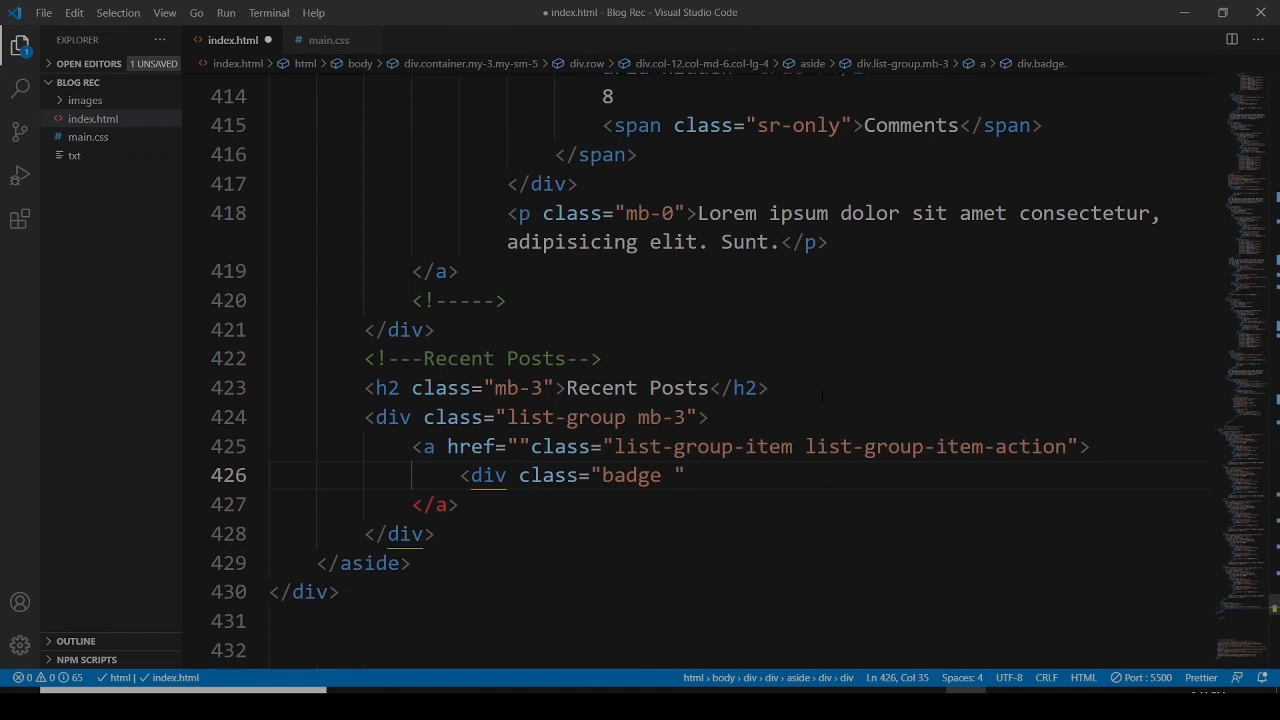 File Edit Selection View Go Run Terminal Help
● index.html - Blog Rec - Visual Studio Code
EXPLORER
index.html
main.css
OPEN EDITORS 1 UNSAVED
index.html > html > body > div.container.my-3.my-sm-5 > div.row > div.col-12.col-md-6.col-lg-4 > aside > div.list-group.mb-3 > a > div.badge.
BLOG REC
images
index.html
main.css
txt
1
414 8
415 <span class="sr-only">Comments</span>
416 </span>
417 </div>
418 <p class="mb-0">Lorem ipsum dolor sit amet consectetur,
adipisicing elit. Sunt.</p>
419 </a>
420 <!----->
421 </div>
422 <!---Recent Posts-->
423 <h2 class="mb-3">Recent Posts</h2>
424 <div class="list-group mb-3">
425 <a href=""class="list-group-item list-group-item-action">
426 <div class="badge "
427 </a>
428 </div>
429 </aside>
430 </div>
431
432
OUTLINE
NPM SCRIPTS
0 0 65 html | index.html html > body > div > div > aside > div > div Ln 426, Col 35 Spaces: 4 UTF-8 CRLF HTML Port : 5500 Prettier